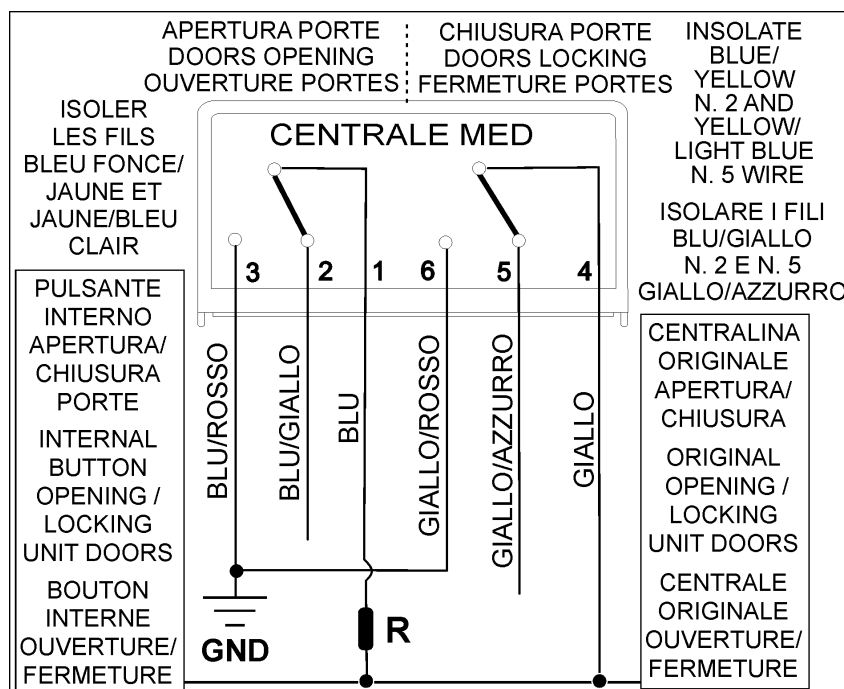 APERTURA PORTE
DOORS OPENING
OUVERTURE PORTES
CHIUSURA PORTE
DOORS LOCKING
FERMETURE PORTES
INSOLATE
BLUE/
YELLOW
N. 2 AND
YELLOW/
LIGHT BLUE
N. 5 WIRE
ISOLER
LES FILS
BLEU FONCE/
JAUNE ET
JAUNE/BLEU
CLAIR
CENTRALE MED
ISOLARE I FILI
BLU/GIALLO
N. 2 E N. 5
GIALLO/AZZURRO
3 2 1 6 5 4
PULSANTE
INTERNO
APERTURA/
CHIUSURA
PORTE
INTERNAL
BUTTON
OPENING /
LOCKING
UNIT DOORS
BOUTON
INTERNE
OUVERTURE/
FERMETURE
BLU/ROSSO
BLU/GIALLO
BLU
GIALLO/ROSSO
GIALLO/AZZURRO
GIALLO
GND
R
CENTRALINA
ORIGINALE
APERTURA/
CHIUSURA
ORIGINAL
OPENING /
LOCKING
UNIT DOORS
CENTRALE
ORIGINALE
OUVERTURE/
FERMETURE